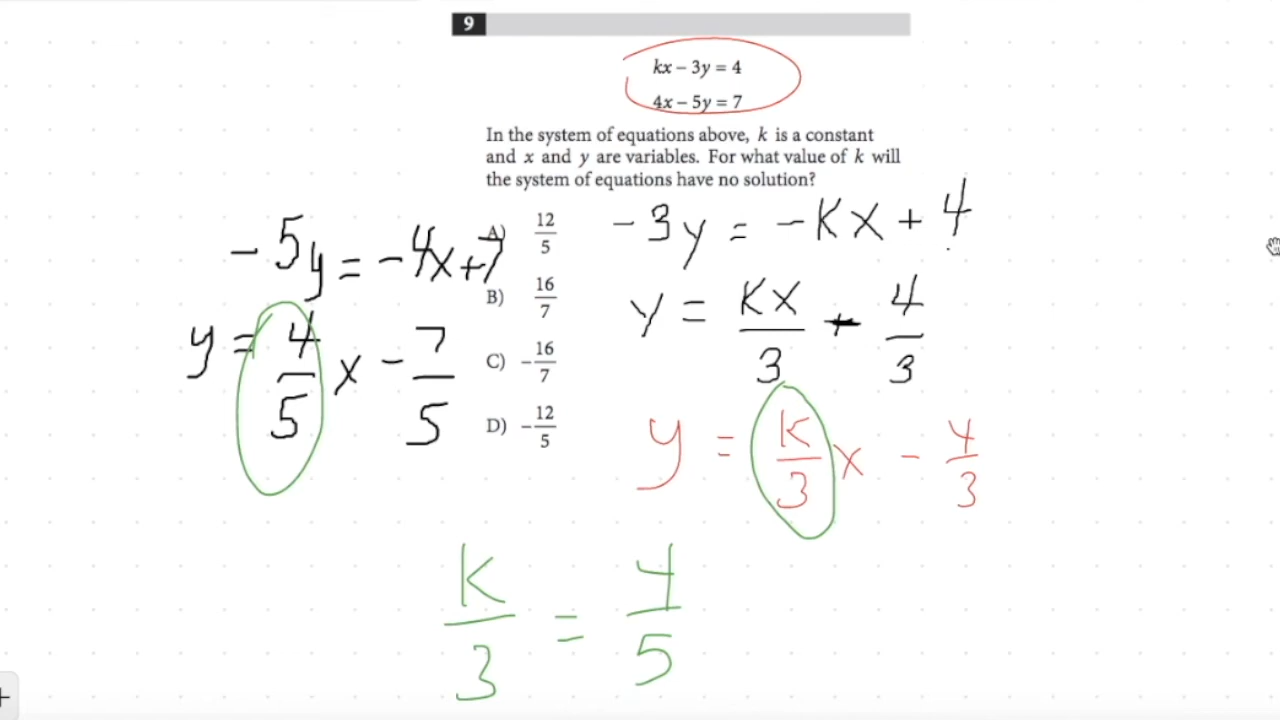 9
kx − 3y = 4
4x − 5y = 7
In the system of equations above, k is a constant
and x and y are variables. For what value of k will
the system of equations have no solution?
A) 12/5
B) 16/7
C) −16/7
D) −12/5
-5y = -4x+7
y = 4/5 x - 7/5
-3y = -kx + 4
y = kx/3 - 4/3
y = k/3 x - 4/3
k/3 = 4/5
+